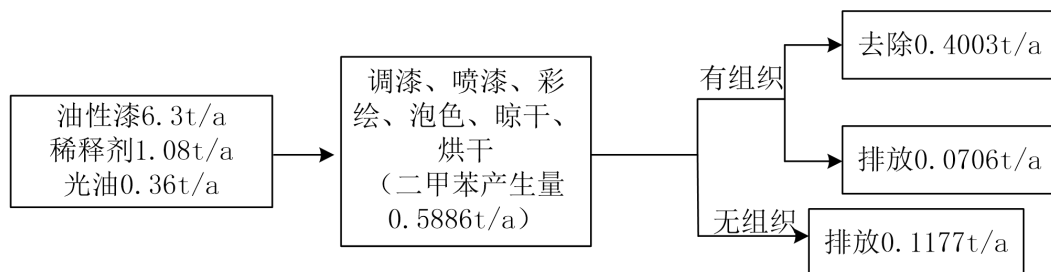 油性漆6.3t/a
稀释剂1.08t/a
光油0.36t/a
调漆、喷漆、彩
绘、泡色、晾干、
烘干
（二甲苯产生量
0.5886t/a）
有组织
去除0.4003t/a
排放0.0706t/a
无组织
排放0.1177t/a